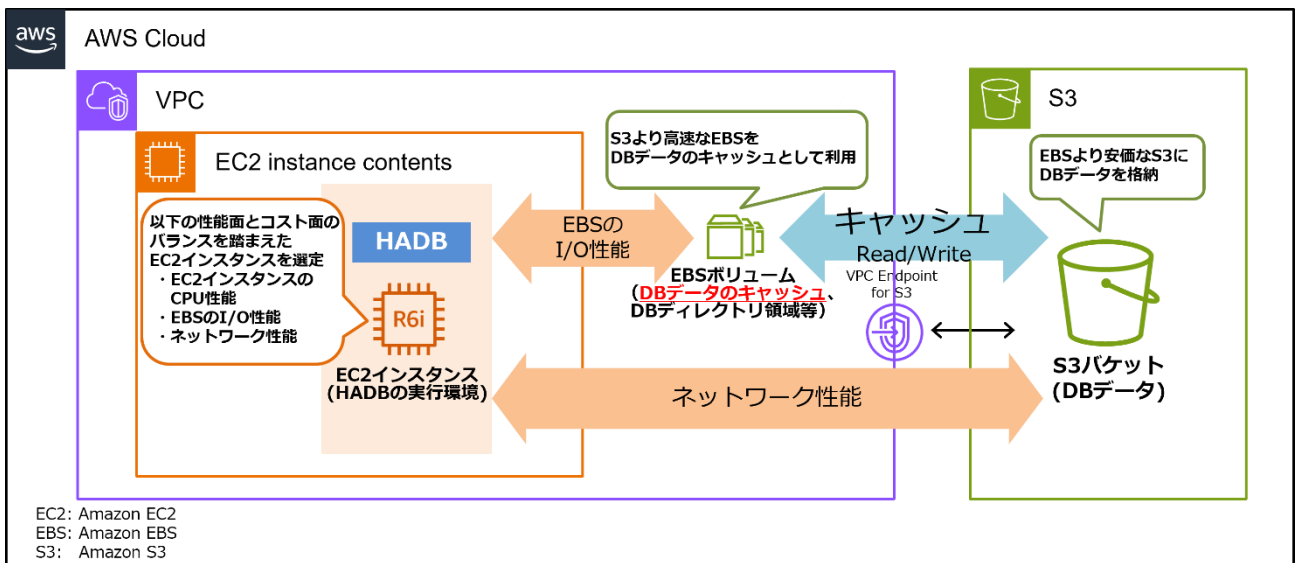 aws
AWS Cloud
VPC
S3
EC2 instance contents
S3より高速なEBSを
DBデータのキャッシュとして利用
EBSより安価なS3に
DBデータを格納
以下の性能面とコスト面の
バランスを踏まえた
EC2インスタンスを選定
・EC2インスタンスの
CPU性能
・EBSのI/O性能
・ネットワーク性能
HADB
R6i
EC2インスタンス
(HADBの実行環境)
EBSの
I/O性能
EBSボリューム
(DBデータのキャッシュ、
DBディレクトリ領域等)
キャッシュ
Read/Write
VPC Endpoint
for S3
S3バケット
(DBデータ)
ネットワーク性能
EC2: Amazon EC2
EBS: Amazon EBS
S3: Amazon S3